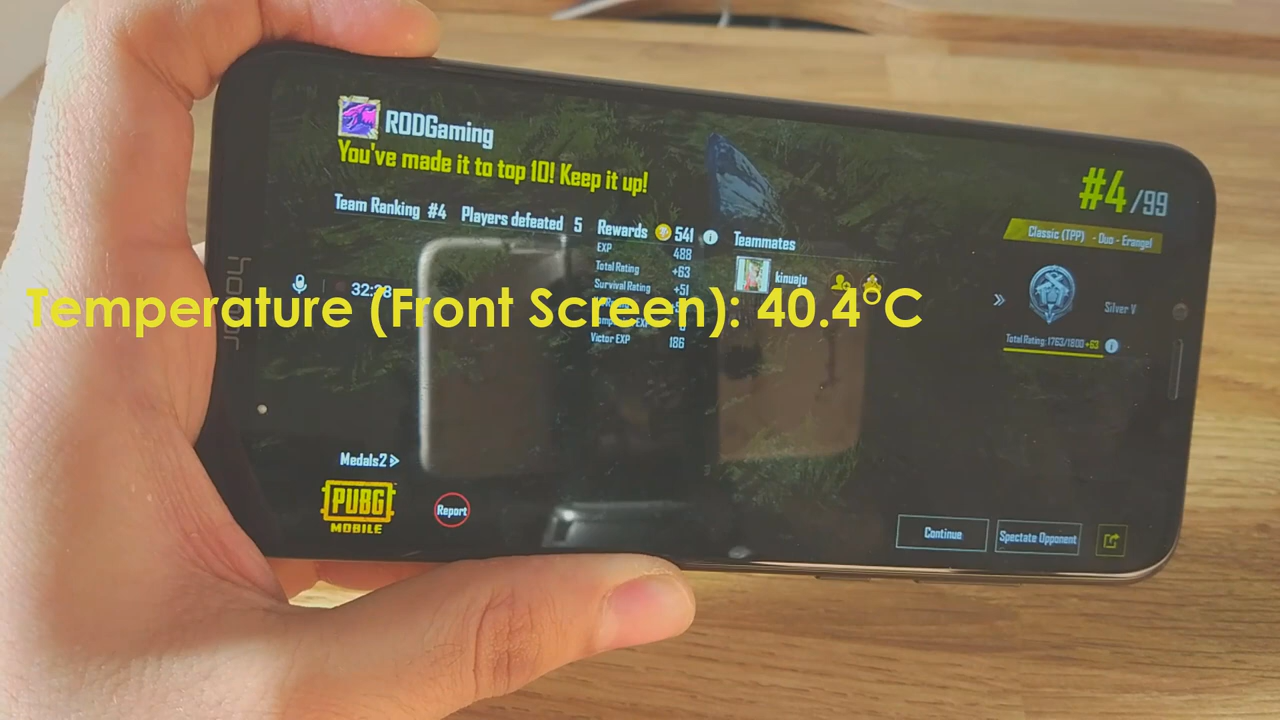 RODGaming
You've made it to top 10! Keep it up!
#4/99
Team Ranking #4 Players defeated 5
Rewards 541
EXP 488
Total Rating +63
Survival Rating +51
Victor EXP 186
Teammates
kinuaju
Classic (TPP) - Duo - Erangel
Silver V
Total Rating: 1763/1800 +63
honor
Temperature (Front Screen): 40.4°C
Medals2
PUBG
MOBILE
Report
Continue
Spectate Opponent